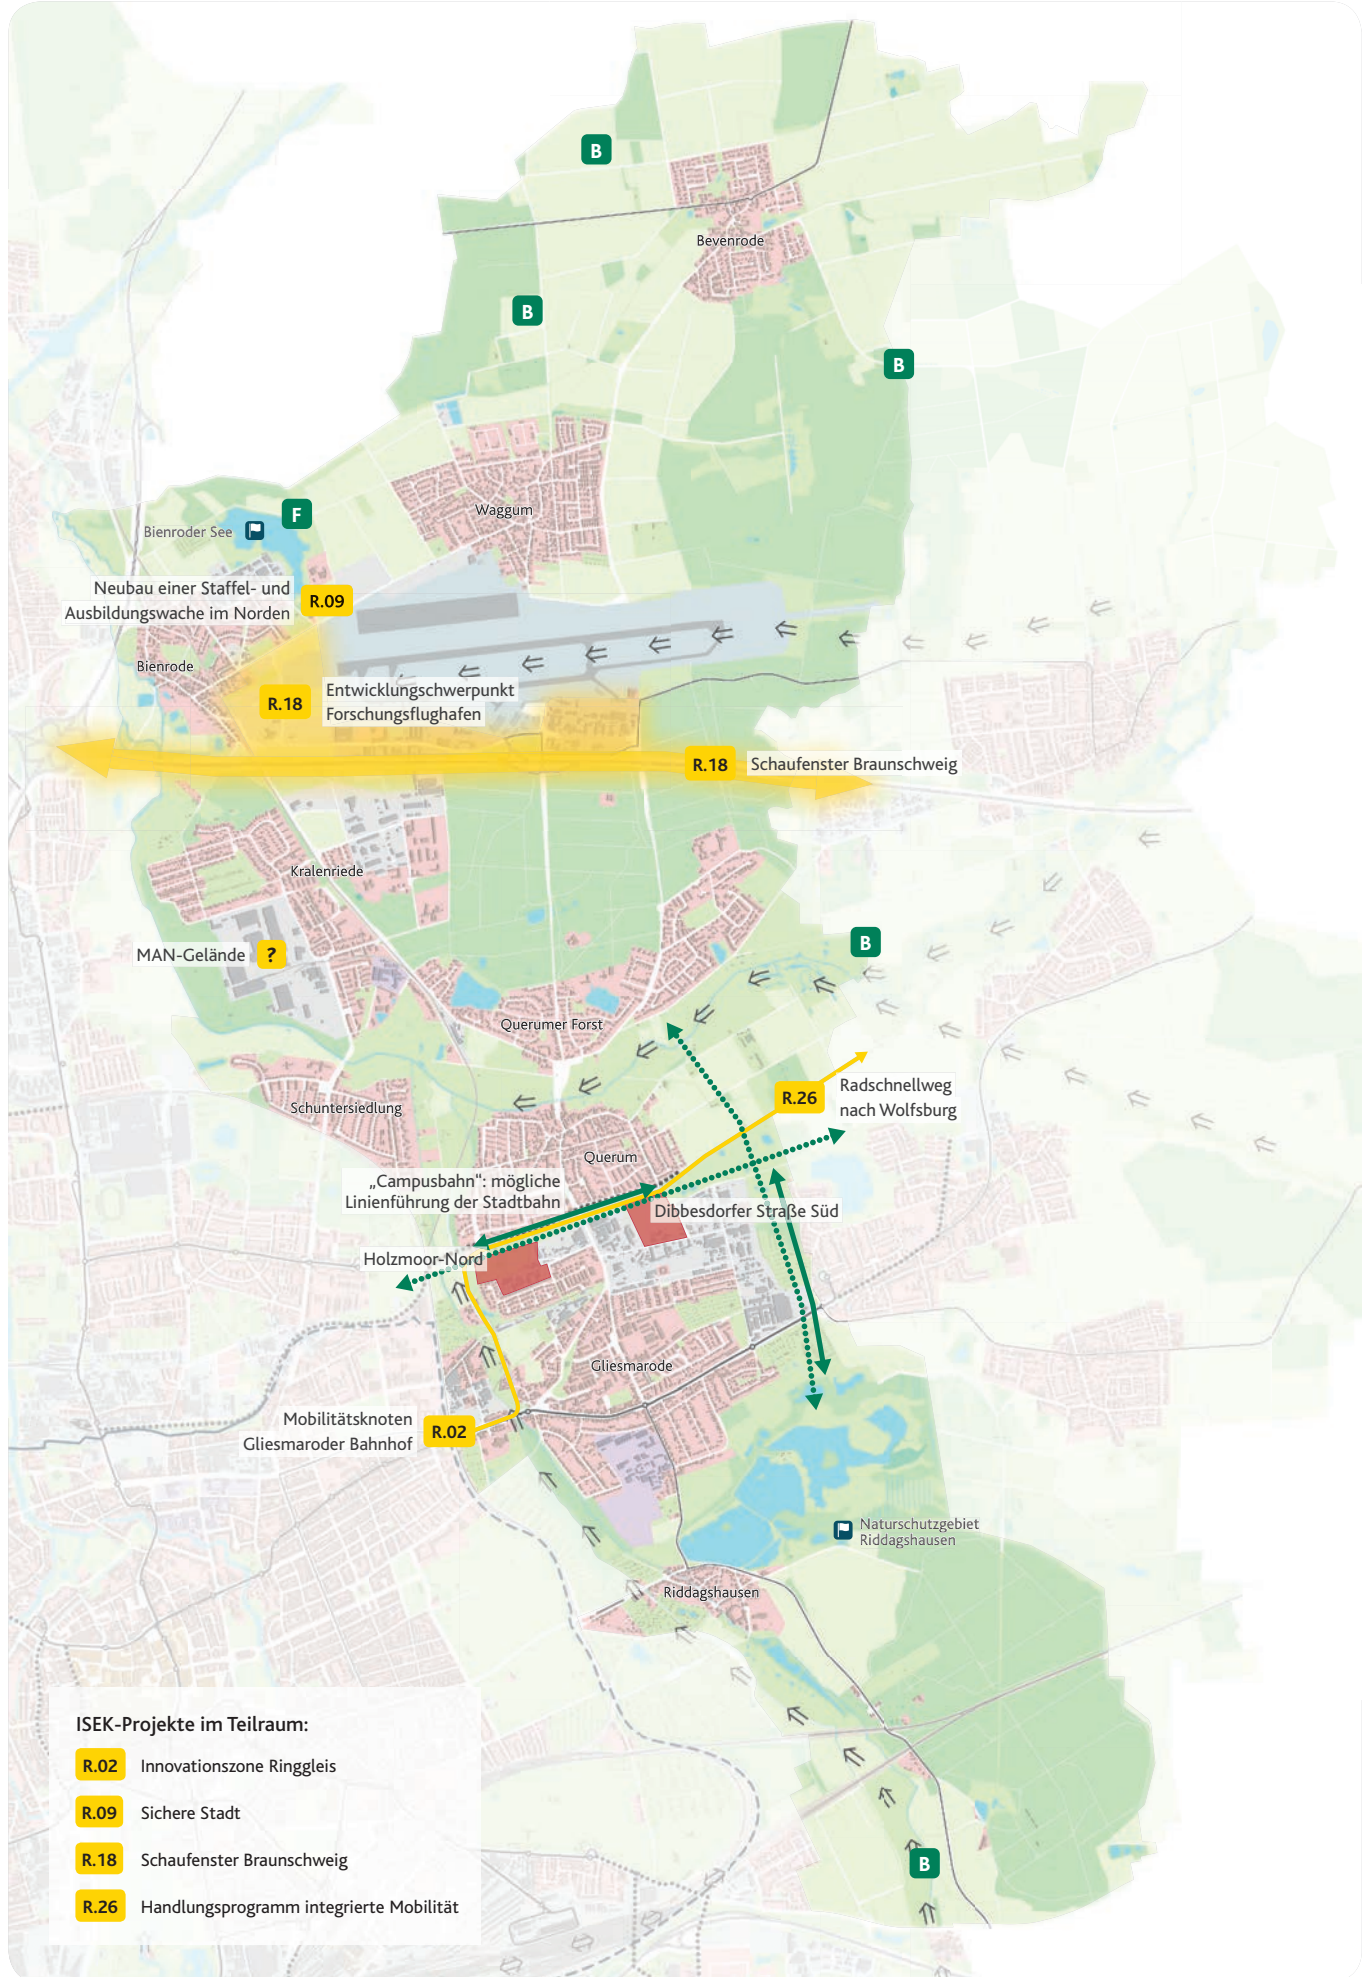 B
Bevenrode
B
B
Waggum
F
Bienroder See
Neubau einer Staffel- und
Ausbildungswache im Norden
R.09
Bienrode
R.18
Entwicklungschwerpunkt
Forschungsflughafen
R.18
Schaufenster Braunschweig
Kralenriede
MAN-Gelände
?
B
Querumer Forst
R.26
Radschnellweg
nach Wolfsburg
Schuntersiedlung
Querum
„Campusbahn“: mögliche
Linienführung der Stadtbahn
Dibbesdorfer Straße Süd
Holzmoor-Nord
Gliesmarode
Mobilitätsknoten
Gliesmaroder Bahnhof
R.02
Naturschutzgebiet
Riddagshausen
Riddagshausen
B
ISEK-Projekte im Teilraum:
R.02 Innovationszone Ringgleis
R.09 Sichere Stadt
R.18 Schaufenster Braunschweig
R.26 Handlungsprogramm integrierte Mobilität